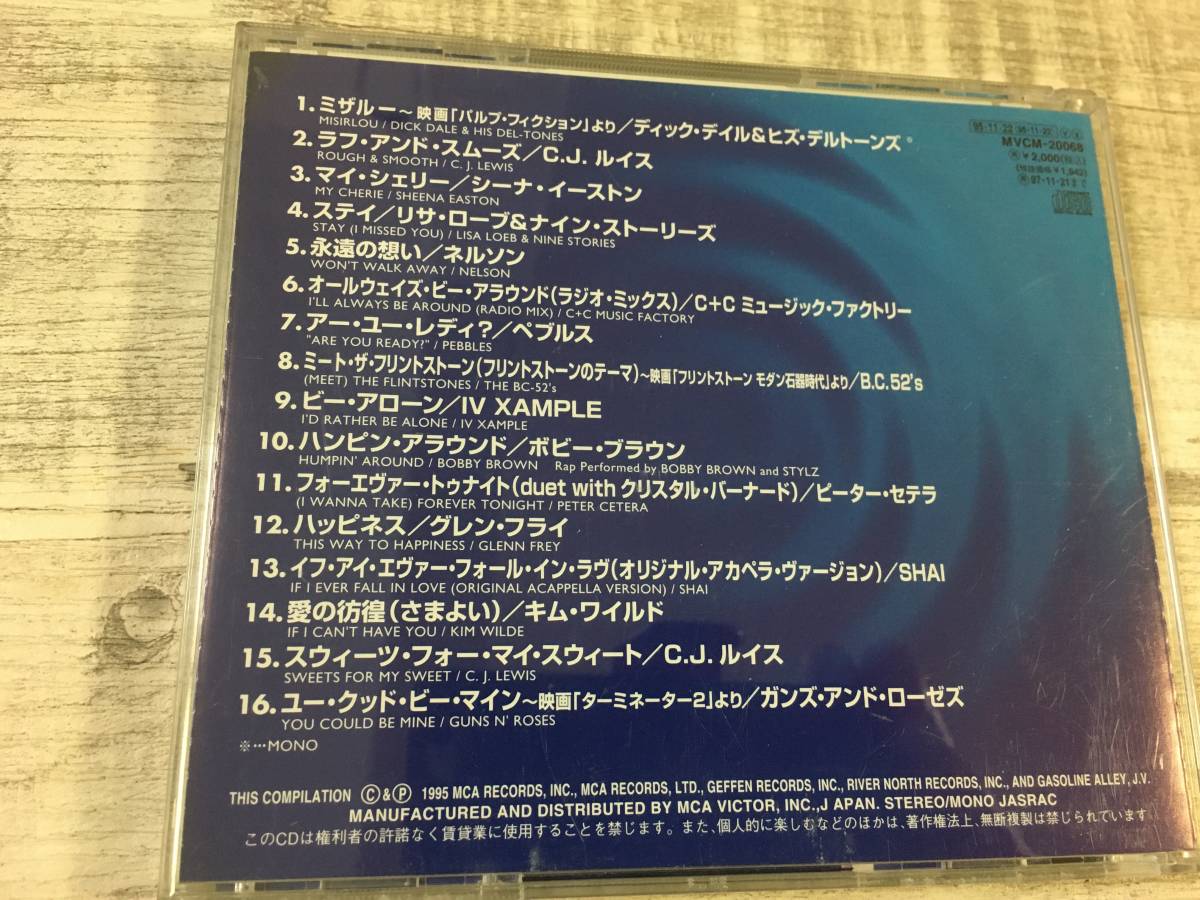 1. ミザルー～映画「パルプ・フィクション」より/ディック・デイル&ヒズ・デルトーンズ
MISIRLOU / DICK DALE & HIS DEL-TONES
2. ラフ・アンド・スムーズ/C.J. ルイス
ROUGH & SMOOTH / C. J. LEWIS
3. マイ・シェリー/シーナ・イーストン
MY CHERIE / SHEENA EASTON
4. ステイ/リサ・ローブ&ナイン・ストーリーズ
STAY (I MISSED YOU) / LISA LOEB & NINE STORIES
5. 永遠の想い/ネルソン
WON'T WALK AWAY / NELSON
6. オールウェイズ・ビー・アラウンド(ラジオ・ミックス)/C+C ミュージック・ファクトリー
I'LL ALWAYS BE AROUND (RADIO MIX) / C+C MUSIC FACTORY
7. アー・ユー・レディ?/ペブルス
"ARE YOU READY?" / PEBBLES
8. ミート・ザ・フリントストーン(フリントストーンのテーマ)～映画「フリントストーン モダン石器時代」より/B.C. 52's
(MEET) THE FLINTSTONES / THE BC-52's
9. ビー・アローン/IV XAMPLE
I'D RATHER BE ALONE / IV XAMPLE
10. ハンピン・アラウンド/ボビー・ブラウン
HUMPIN' AROUND / BOBBY BROWN Rap Performed by BOBBY BROWN and STYLZ
11. フォーエヴァー・トゥナイト(duet with クリスタル・バーナード)/ピーター・セテラ
(I WANNA TAKE) FOREVER TONIGHT / PETER CETERA
12. ハッピネス/グレン・フライ
THIS WAY TO HAPPINESS / GLENN FREY
13. イフ・アイ・エヴァー・フォール・イン・ラヴ(オリジナル・アカペラ・ヴァージョン)/SHAI
IF I EVER FALL IN LOVE (ORIGINAL ACAPPELLA VERSION) / SHAI
14. 愛の彷徨(さまよい)/キム・ワイルド
IF I CAN'T HAVE YOU / KIM WILDE
15. スウィーツ・フォー・マイ・スウィート/C.J. ルイス
SWEETS FOR MY SWEET / C. J. LEWIS
16. ユー・クッド・ビー・マイン～映画「ターミネーター2」より/ガンズ・アンド・ローゼズ
YOU COULD BE MINE / GUNS N' ROSES
※…MONO
95・11・22
MVCM-20068
¥2,000(税込)
(税抜価格¥1,942)
97・11・21まで
THIS COMPILATION Ⓒ&Ⓟ 1995 MCA RECORDS, INC., MCA RECORDS, LTD., GEFFEN RECORDS, INC., RIVER NORTH RECORDS, INC., AND GASOLINE ALLEY, J.V.
MANUFACTURED AND DISTRIBUTED BY MCA VICTOR, INC.,J APAN. STEREO/MONO JASRAC
このCDは権利者の許諾なく賃貸業に使用することを禁じます。また、個人的に楽しむなどのほかは、著作権法上、無断複製は禁じられています。